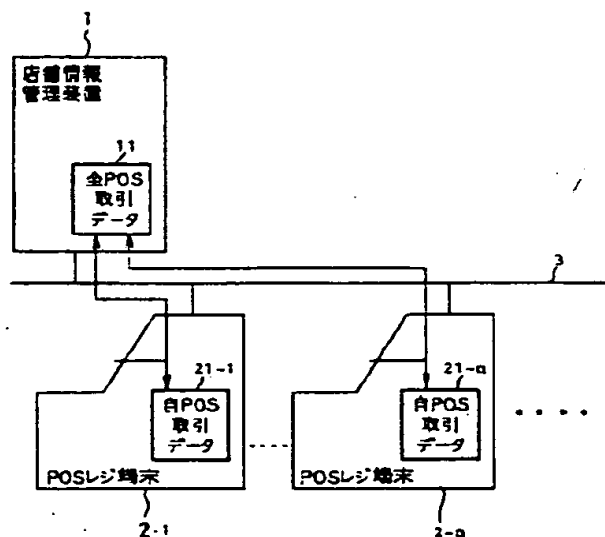 1
店舗情報
管理装置
11
全POS
取引
データ
3
21-1
自POS
取引
データ
POSレジ端末
2-1
21-n
自POS
取引
データ
POSレジ端末
2-n